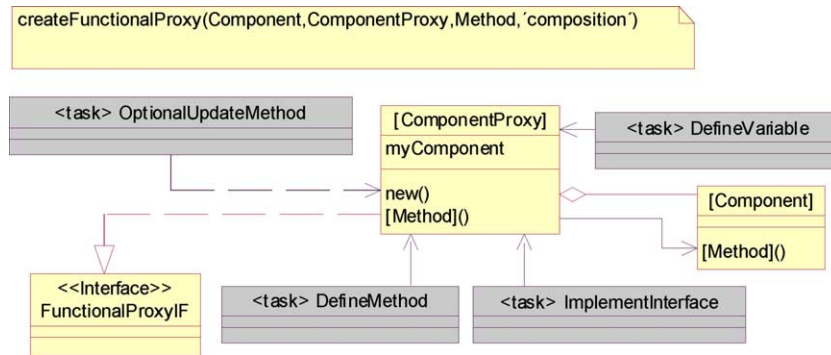 createFunctionalProxy(Component,ComponentProxy,Method,´composition´)
<task> OptionalUpdateMethod
[ComponentProxy]
myComponent
new()
[Method]()
<task> DefineVariable
[Component]
[Method]()
<<Interface>>
FunctionalProxyIF
<task> DefineMethod
<task> ImplementInterface